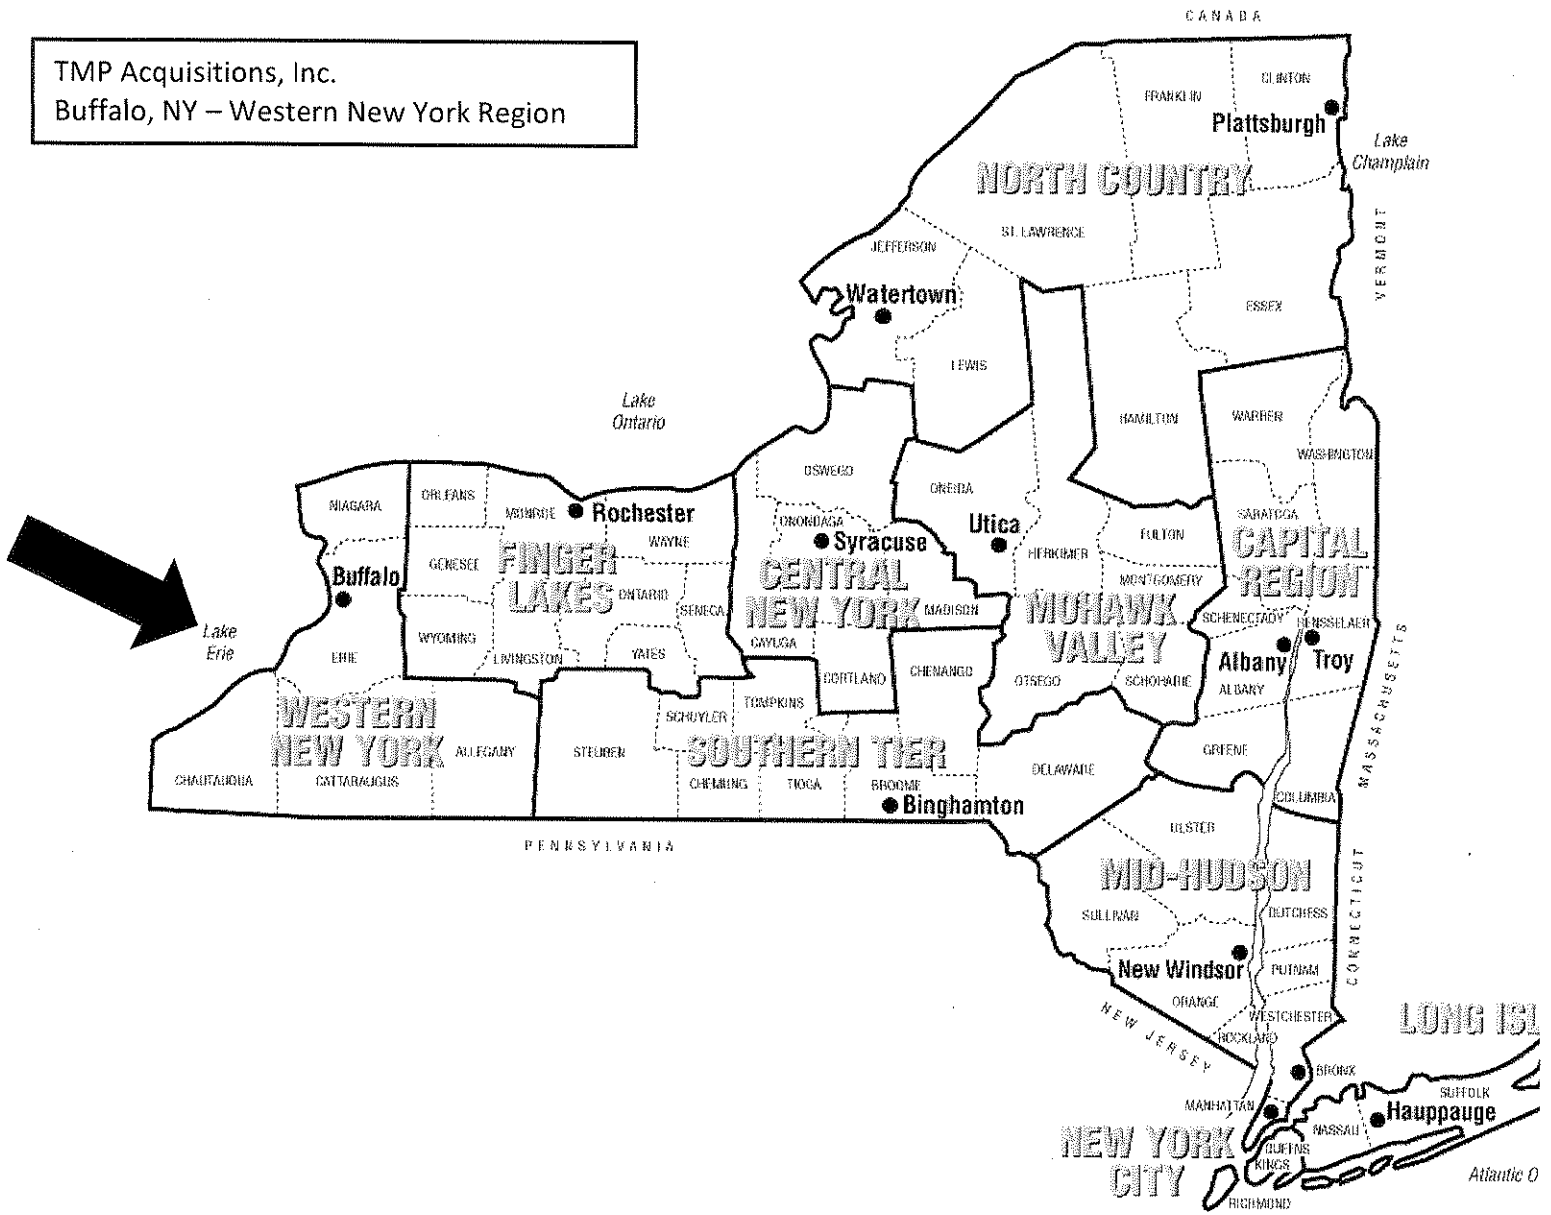 CANADA
TMP Acquisitions, Inc.
Buffalo, NY – Western New York Region
CLINTON
FRANKLIN
Plattsburgh
Lake
Champlain
NORTH COUNTRY
VERMONT
ST. LAWRENCE
JEFFERSON
Watertown
ESSEX
LEWIS
Lake
Ontario
HAMILTON
WARREN
WASHINGTON
OSWEGO
ONEIDA
NIAGARA
ORLEANS
MONROE
Rochester
ONONDAGA
Syracuse
Utica
HERKIMER
FULTON
SARATOGA
CAPITAL
REGION
WAYNE
GENESEE
FINGER
LAKES
ONTARIO
SENECA
CENTRAL
NEW YORK
MADISON
MONTGOMERY
MOHAWK
VALLEY
Buffalo
Lake
Erie
ERIE
WYOMING
LIVINGSTON
YATES
CAYUGA
CORTLAND
CHENANGO
OTSEGO
SCHOHARIE
SCHENECTADY
RENSSELAER
Albany
Troy
ALBANY
MASSACHUSETTS
WESTERN
NEW YORK
CHAUTAUQUA
CATTARAUGUS
ALLEGANY
STEUBEN
SCHUYLER
TOMPKINS
SOUTHERN TIER
CHEMUNG
TIOGA
BROOME
Binghamton
DELAWARE
GREENE
COLUMBIA
PENNSYLVANIA
ULSTER
MID-HUDSON
SULLIVAN
DUTCHESS
CONNECTICUT
New Windsor
PUTNAM
ORANGE
WESTCHESTER
ROCKLAND
NEW JERSEY
LONG ISL
BRONX
MANHATTAN
SUFFOLK
Hauppauge
NASSAU
NEW YORK
CITY
QUEENS
KINGS
RICHMOND
Atlantic O